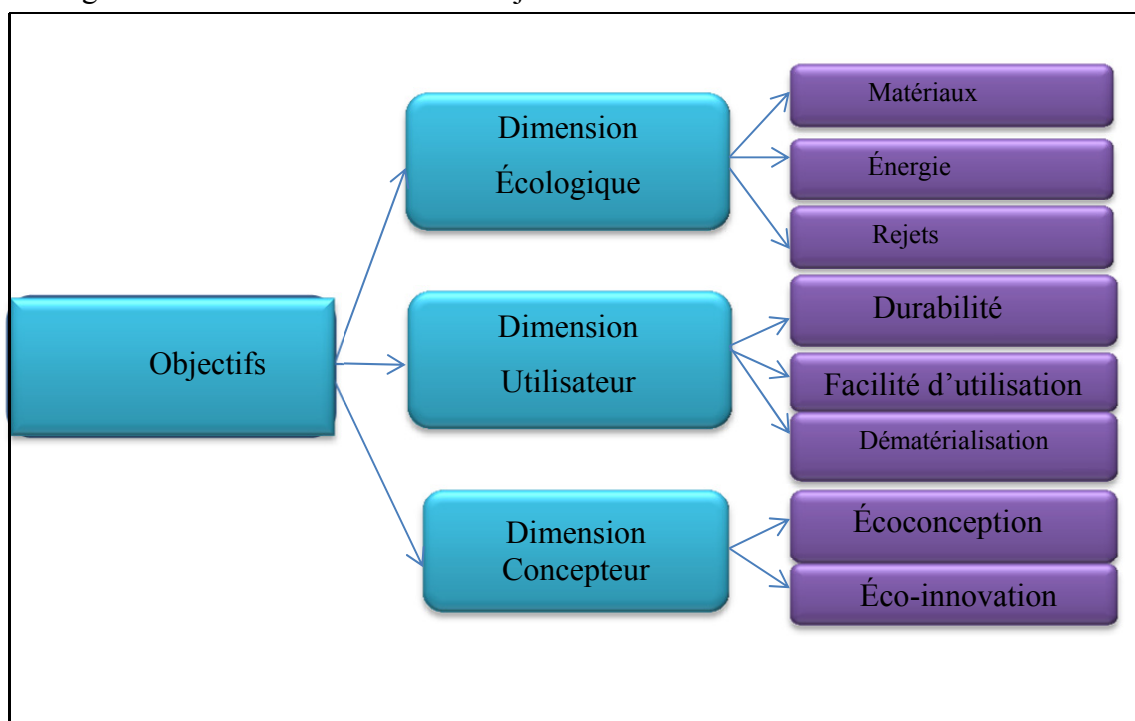 Dimension
Écologique
Matériaux
Énergie
Rejets
Objectifs
Dimension
Utilisateur
Durabilité
Facilité d’utilisation
Dématérialisation
Dimension
Concepteur
Écoconception
Éco-innovation